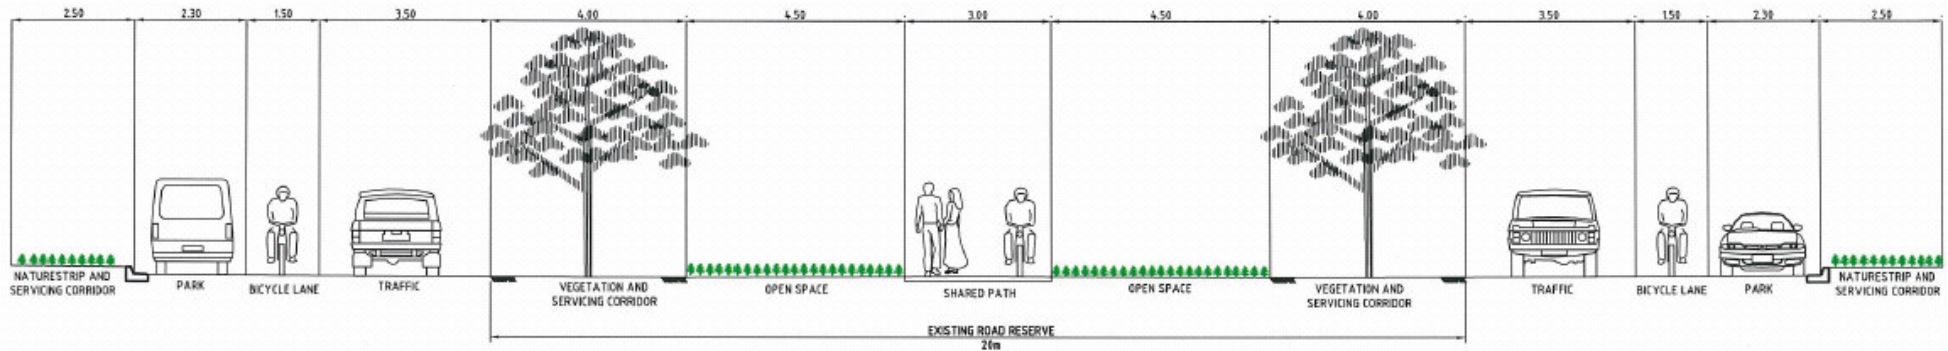 2.50 2.30 1.50 3.50 4.00 4.50 3.00 4.50 4.00 3.50 1.50 2.30 2.50
NATURESTRIP AND
SERVICING CORRIDOR
PARK
BICYCLE LANE
TRAFFIC
VEGETATION AND
SERVICING CORRIDOR
OPEN SPACE
SHARED PATH
OPEN SPACE
VEGETATION AND
SERVICING CORRIDOR
TRAFFIC
BICYCLE LANE
PARK
NATURESTRIP AND
SERVICING CORRIDOR
EXISTING ROAD RESERVE
20m